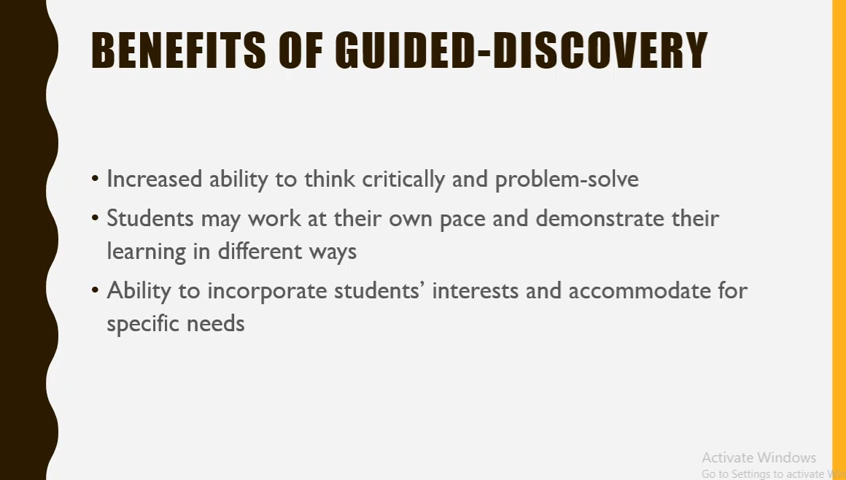 BENEFITS OF GUIDED-DISCOVERY
• Increased ability to think critically and problem-solve
• Students may work at their own pace and demonstrate their
learning in different ways
• Ability to incorporate students’ interests and accommodate for
specific needs
Activate Windows
Go to Settings to activate